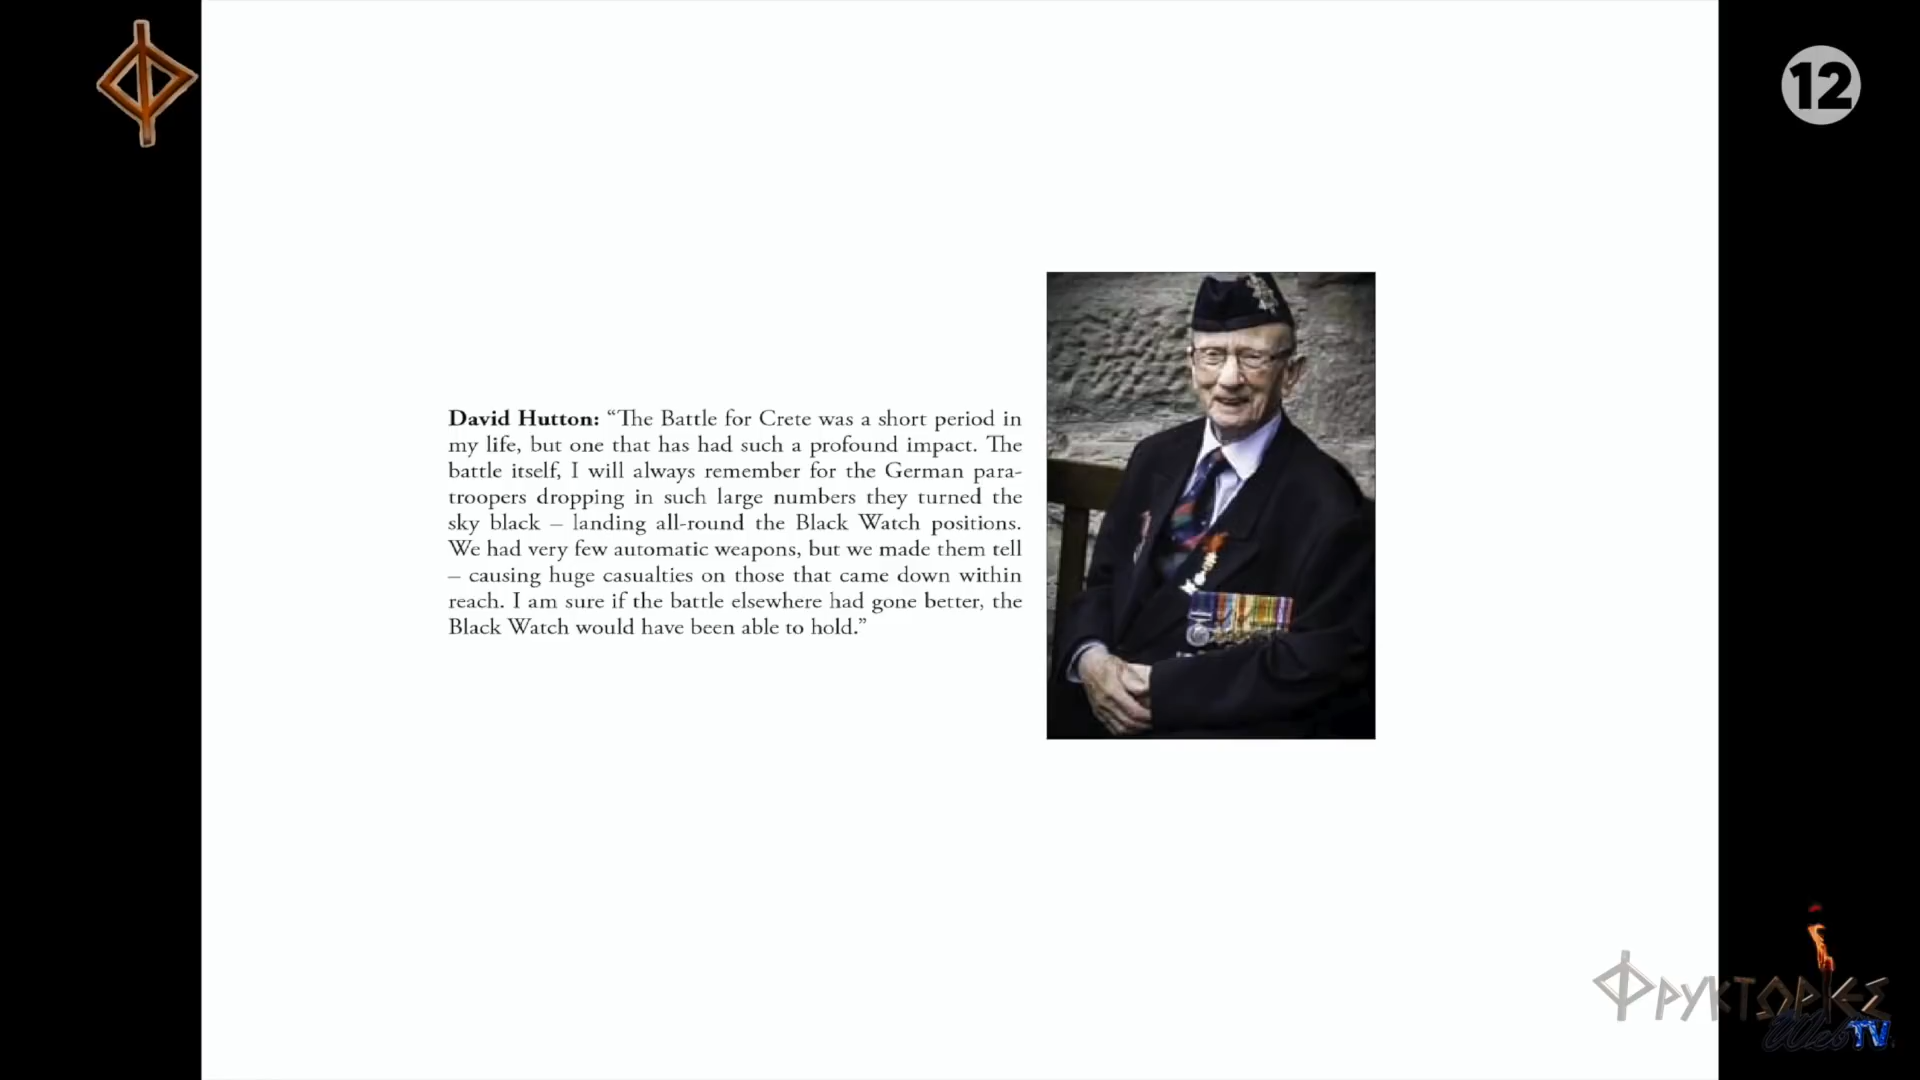 Φ
12
David Hutton: “The Battle for Crete was a short period in
my life, but one that has had such a profound impact. The
battle itself, I will always remember for the German para-
troopers dropping in such large numbers they turned the
sky black – landing all-round the Black Watch positions.
We had very few automatic weapons, but we made them tell
– causing huge casualties on those that came down within
reach. I am sure if the battle elsewhere had gone better, the
Black Watch would have been able to hold.”
ΦρυκτΩρίες
Web TV